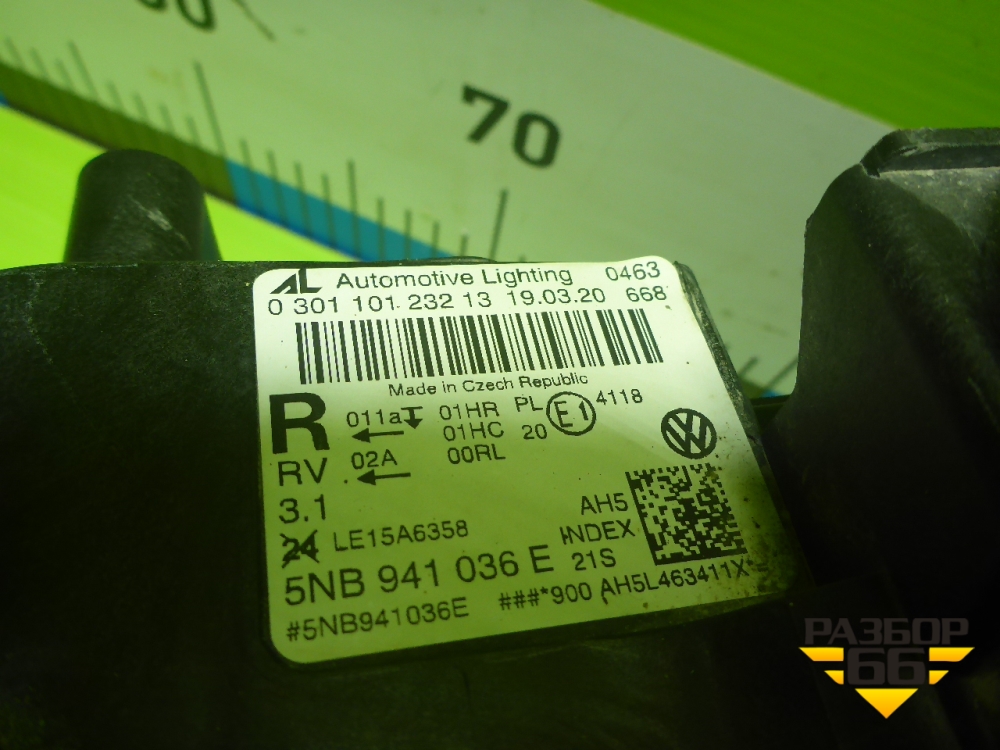 70
AL Automotive Lighting 0463
0 301 101 232 13 19.03.20 668
Made in Czech Republic
R 011a 01HR PL E1 4118
01HC 20
RV 02A 00RL
3.1
24 LE15A6358 AH5
INDEX
5NB 941 036 E 21S
#5NB941036E ###*900 AH5L463411X*
РАЗБОР
66